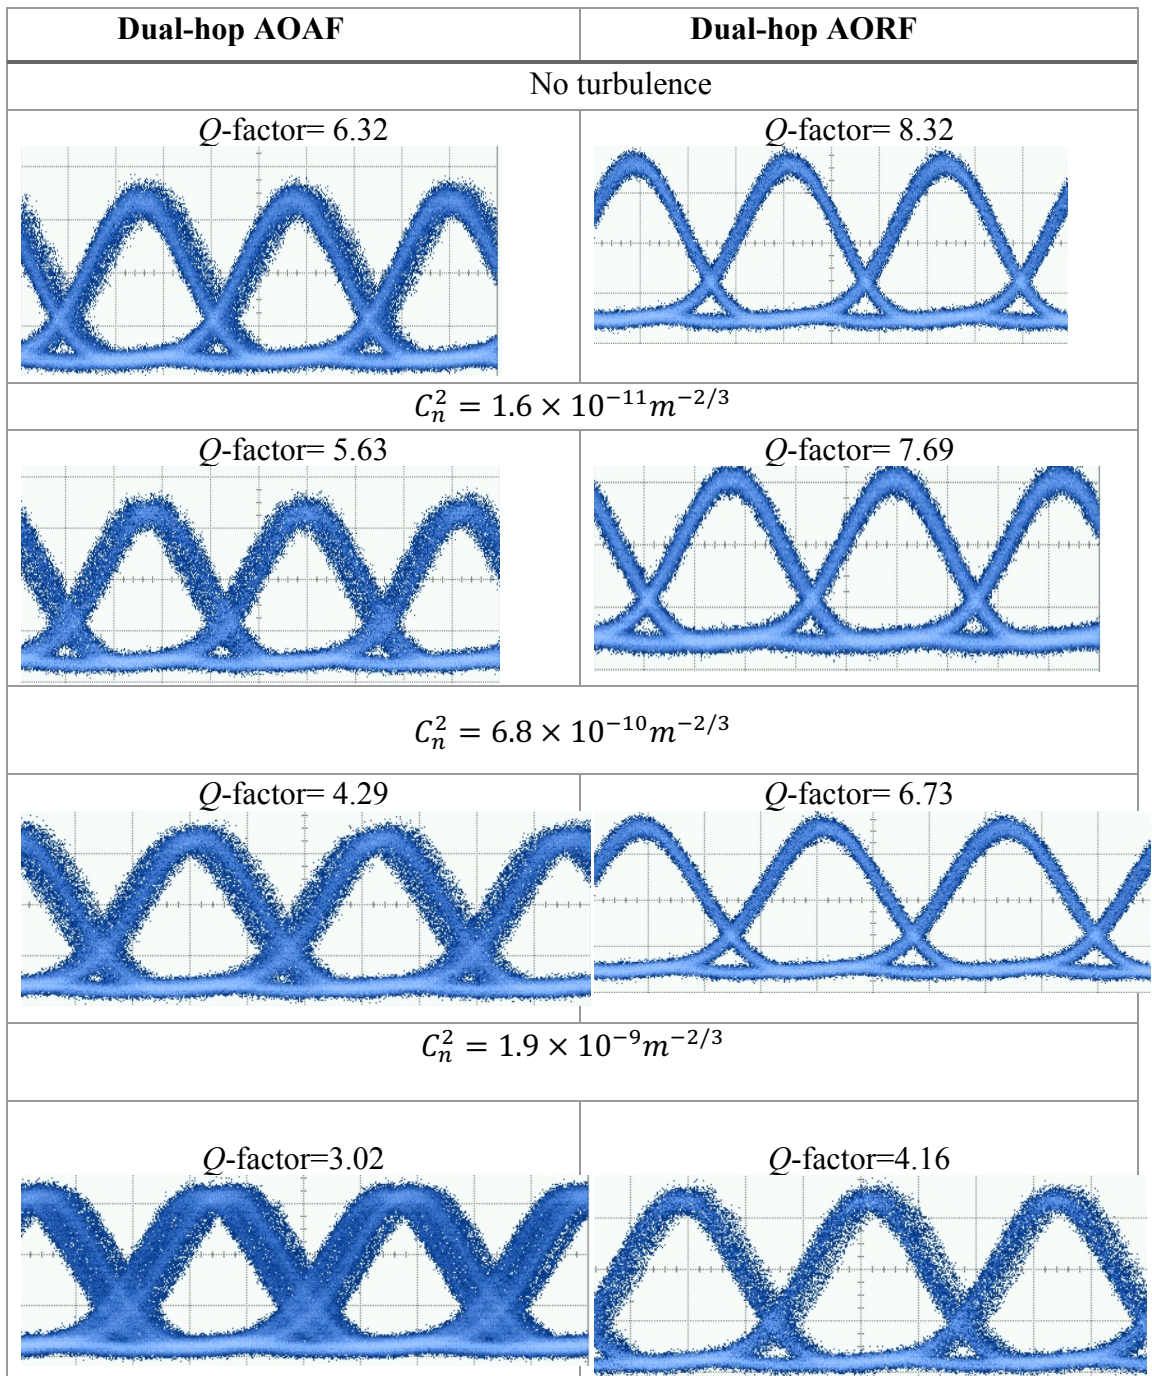 Dual-hop AOAF Dual-hop AORF
No turbulence
Q-factor= 6.32 Q-factor= 8.32
C_n^2 = 1.6 × 10^{−11}m^{−2/3}
Q-factor= 5.63 Q-factor= 7.69
C_n^2 = 6.8 × 10^{−10}m^{−2/3}
Q-factor= 4.29 Q-factor= 6.73
C_n^2 = 1.9 × 10^{−9}m^{−2/3}
Q-factor=3.02 Q-factor=4.16